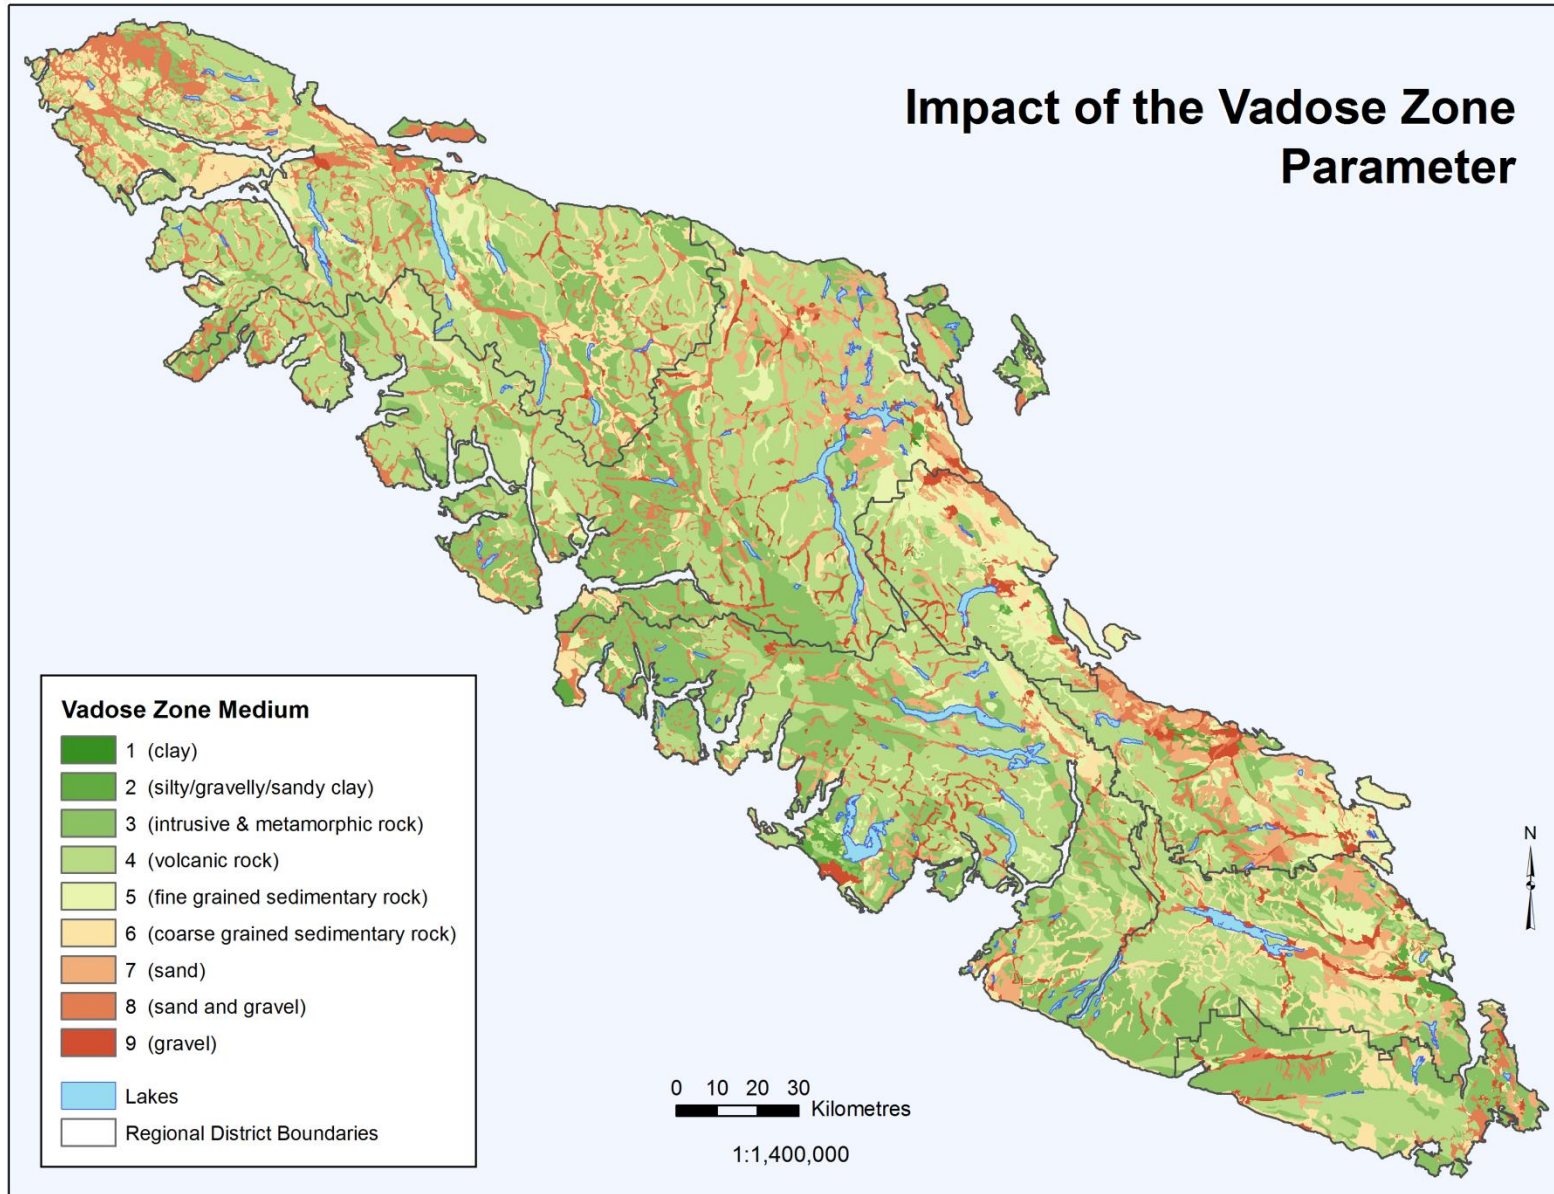 Impact of the Vadose Zone
Parameter
Vadose Zone Medium
1 (clay)
2 (silty/gravelly/sandy clay)
3 (intrusive & metamorphic rock)
4 (volcanic rock)
5 (fine grained sedimentary rock)
6 (coarse grained sedimentary rock)
7 (sand)
8 (sand and gravel)
9 (gravel)
Lakes
Regional District Boundaries
0 10 20 30
Kilometres
1:1,400,000
N